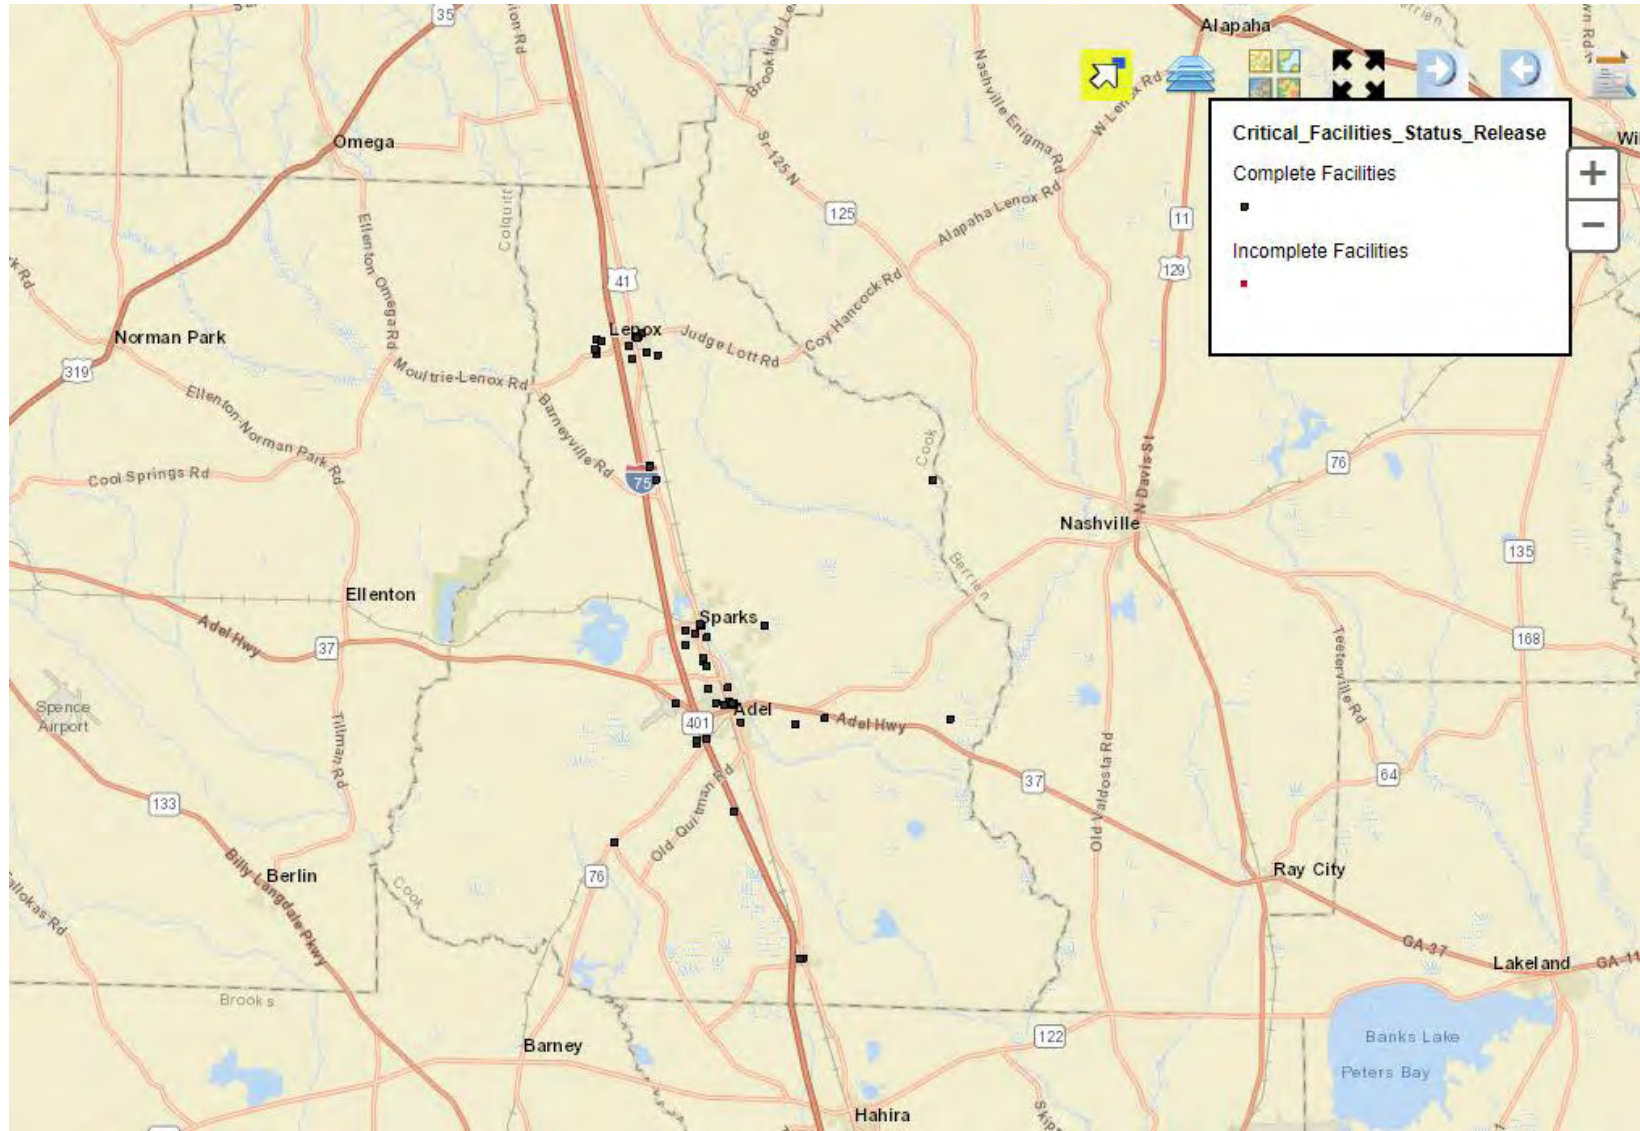 35
Alapaha
Omega
Brookfield
Nashville Enigma Rd
Sr 125 N
Critical_Facilities_Status_Release
Complete Facilities
Incomplete Facilities
+
−
Colquitt
Ellenton Omega Rd
125
Alapaha Lenox Rd
11
129
41
Coy Hancock Rd
Norman Park
Lenox
Judge Lott Rd
319
Moultrie-Lenox Rd
Ellenton-Norman Park Rd
Barneyville Rd
Cool Springs Rd
75
Cook
N Davis St
76
Nashville
135
Berrien
Ellenton
Sparks
Adel Hwy
37
168
Teeterville Rd
Spence
Airport
Tillman Rd
401
Adel
Adel Hwy
Old Valdosta Rd
37
64
133
Old Quitman Rd
Billy Langdale Pkwy
Berlin
76
Ray City
Cook
GA-37
Lakeland
GA-11
Brooks
Barney
122
Banks Lake
Peters Bay
Hahira